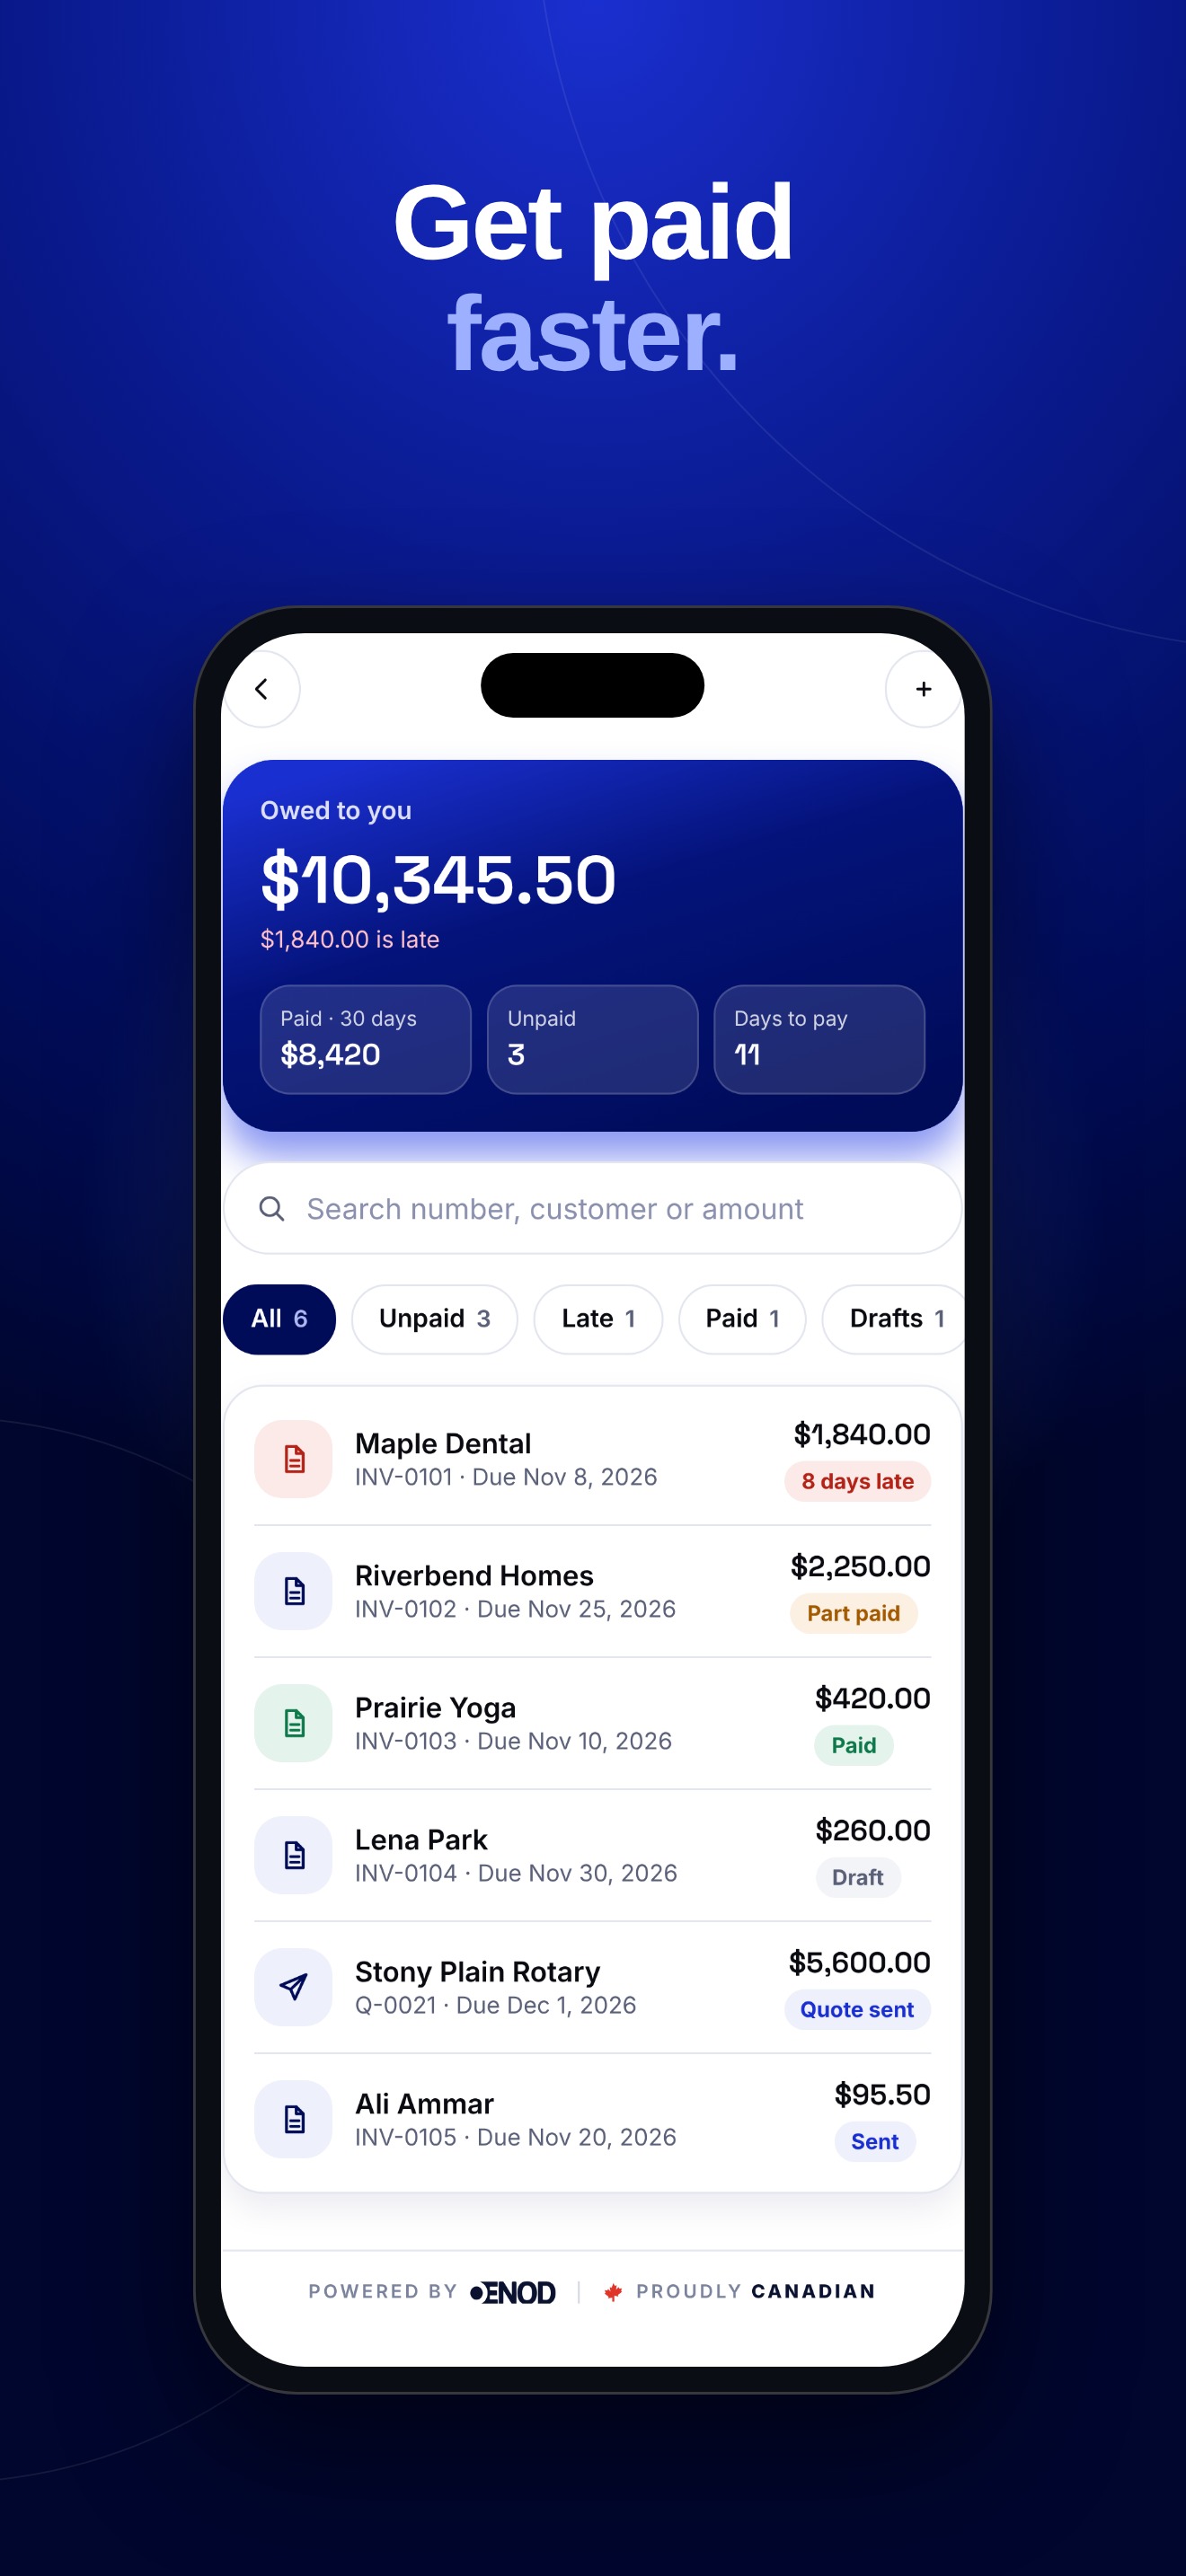 Get paid
faster.
Owed to you
$10,345.50
$1,840.00 is late
Paid · 30 days
$8,420
Unpaid
3
Days to pay
11
Search number, customer or amount
All 6
Unpaid 3
Late 1
Paid 1
Drafts 1
Maple Dental
INV-0101 · Due Nov 8, 2026
$1,840.00
8 days late
Riverbend Homes
INV-0102 · Due Nov 25, 2026
$2,250.00
Part paid
Prairie Yoga
INV-0103 · Due Nov 10, 2026
$420.00
Paid
Lena Park
INV-0104 · Due Nov 30, 2026
$260.00
Draft
Stony Plain Rotary
Q-0021 · Due Dec 1, 2026
$5,600.00
Quote sent
Ali Ammar
INV-0105 · Due Nov 20, 2026
$95.50
Sent
POWERED BY ENOD | PROUDLY CANADIAN